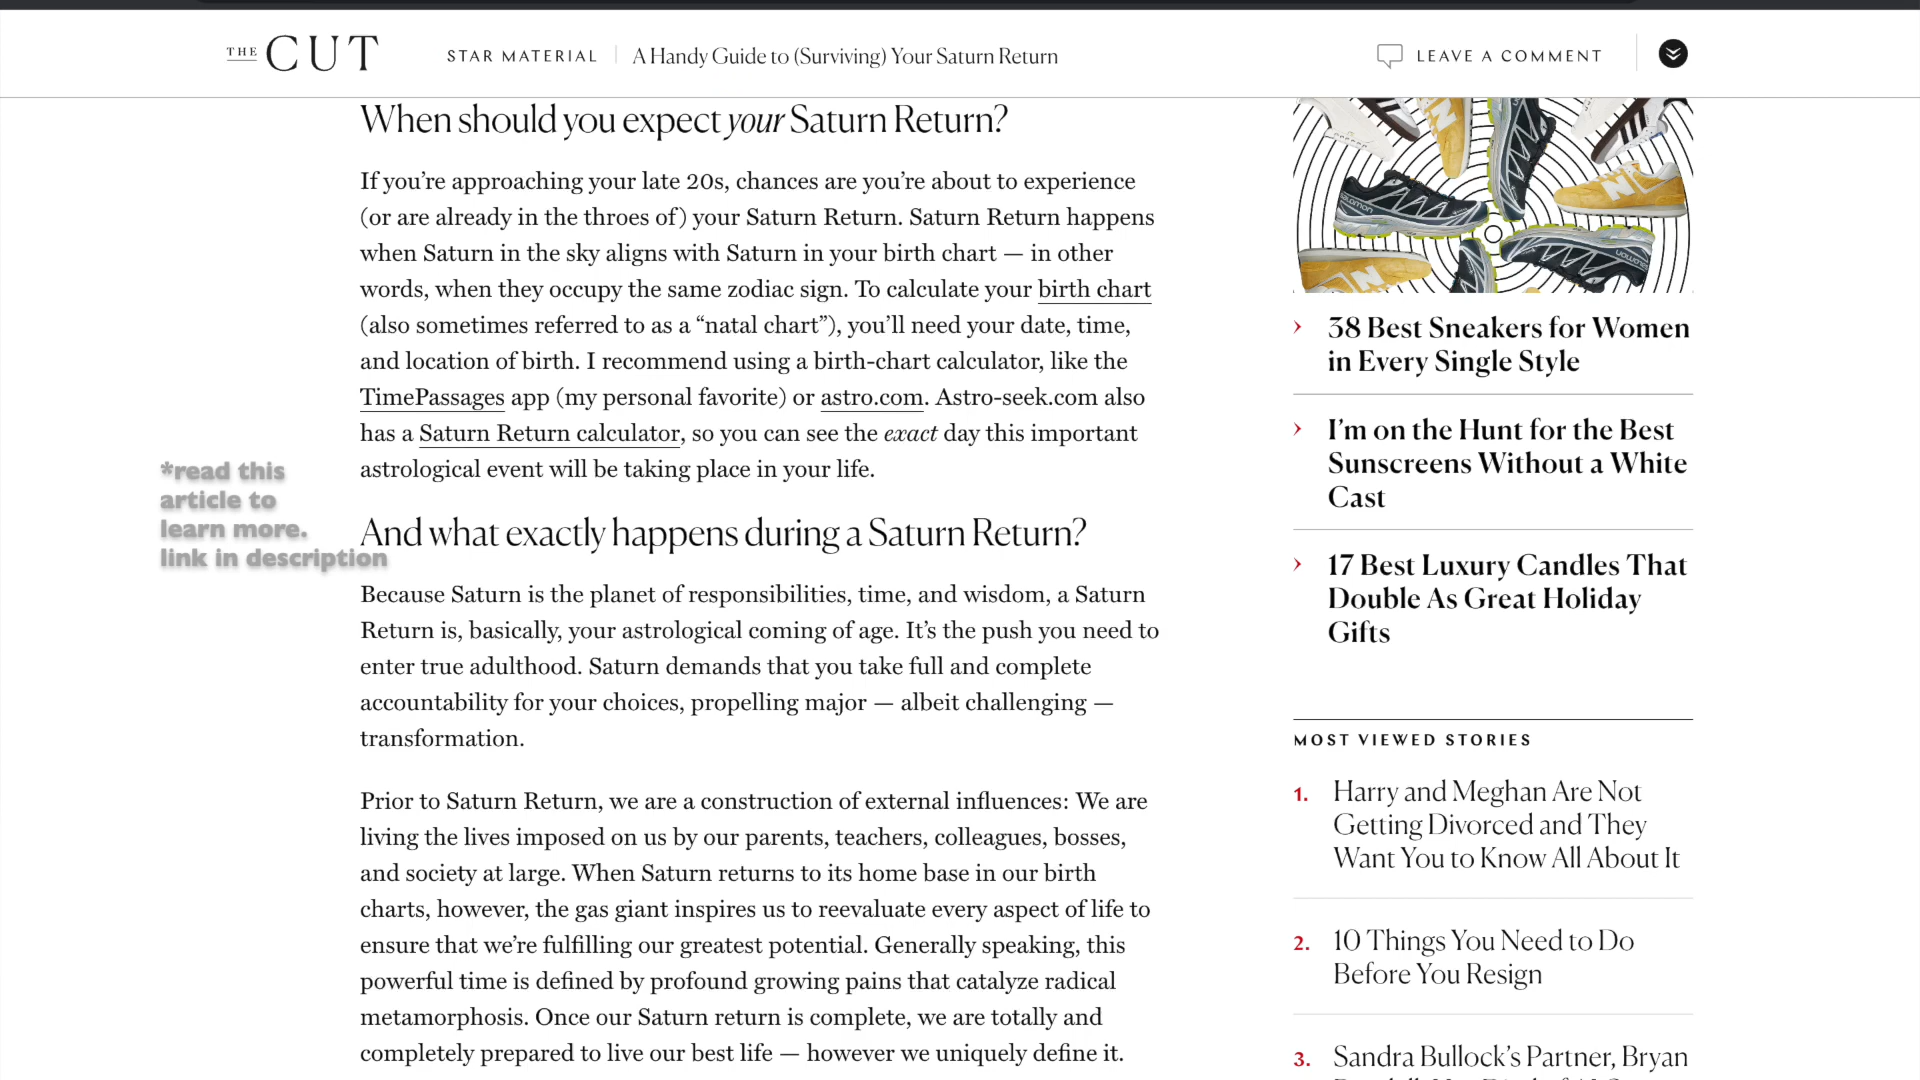 THE CUT
STAR MATERIAL
A Handy Guide to (Surviving) Your Saturn Return
LEAVE A COMMENT
When should you expect your Saturn Return?
If you’re approaching your late 20s, chances are you’re about to experience
(or are already in the throes of) your Saturn Return. Saturn Return happens
when Saturn in the sky aligns with Saturn in your birth chart — in other
words, when they occupy the same zodiac sign. To calculate your birth chart
(also sometimes referred to as a “natal chart”), you’ll need your date, time,
and location of birth. I recommend using a birth-chart calculator, like the
TimePassages app (my personal favorite) or astro.com. Astro-seek.com also
has a Saturn Return calculator, so you can see the exact day this important
astrological event will be taking place in your life.
*read this
article to
learn more.
link in description
And what exactly happens during a Saturn Return?
Because Saturn is the planet of responsibilities, time, and wisdom, a Saturn
Return is, basically, your astrological coming of age. It’s the push you need to
enter true adulthood. Saturn demands that you take full and complete
accountability for your choices, propelling major — albeit challenging —
transformation.
Prior to Saturn Return, we are a construction of external influences: We are
living the lives imposed on us by our parents, teachers, colleagues, bosses,
and society at large. When Saturn returns to its home base in our birth
charts, however, the gas giant inspires us to reevaluate every aspect of life to
ensure that we’re fulfilling our greatest potential. Generally speaking, this
powerful time is defined by profound growing pains that catalyze radical
metamorphosis. Once our Saturn return is complete, we are totally and
completely prepared to live our best life — however we uniquely define it.
38 Best Sneakers for Women
in Every Single Style
I’m on the Hunt for the Best
Sunscreens Without a White
Cast
17 Best Luxury Candles That
Double As Great Holiday
Gifts
MOST VIEWED STORIES
1. Harry and Meghan Are Not
Getting Divorced and They
Want You to Know All About It
2. 10 Things You Need to Do
Before You Resign
3. Sandra Bullock’s Partner, Bryan